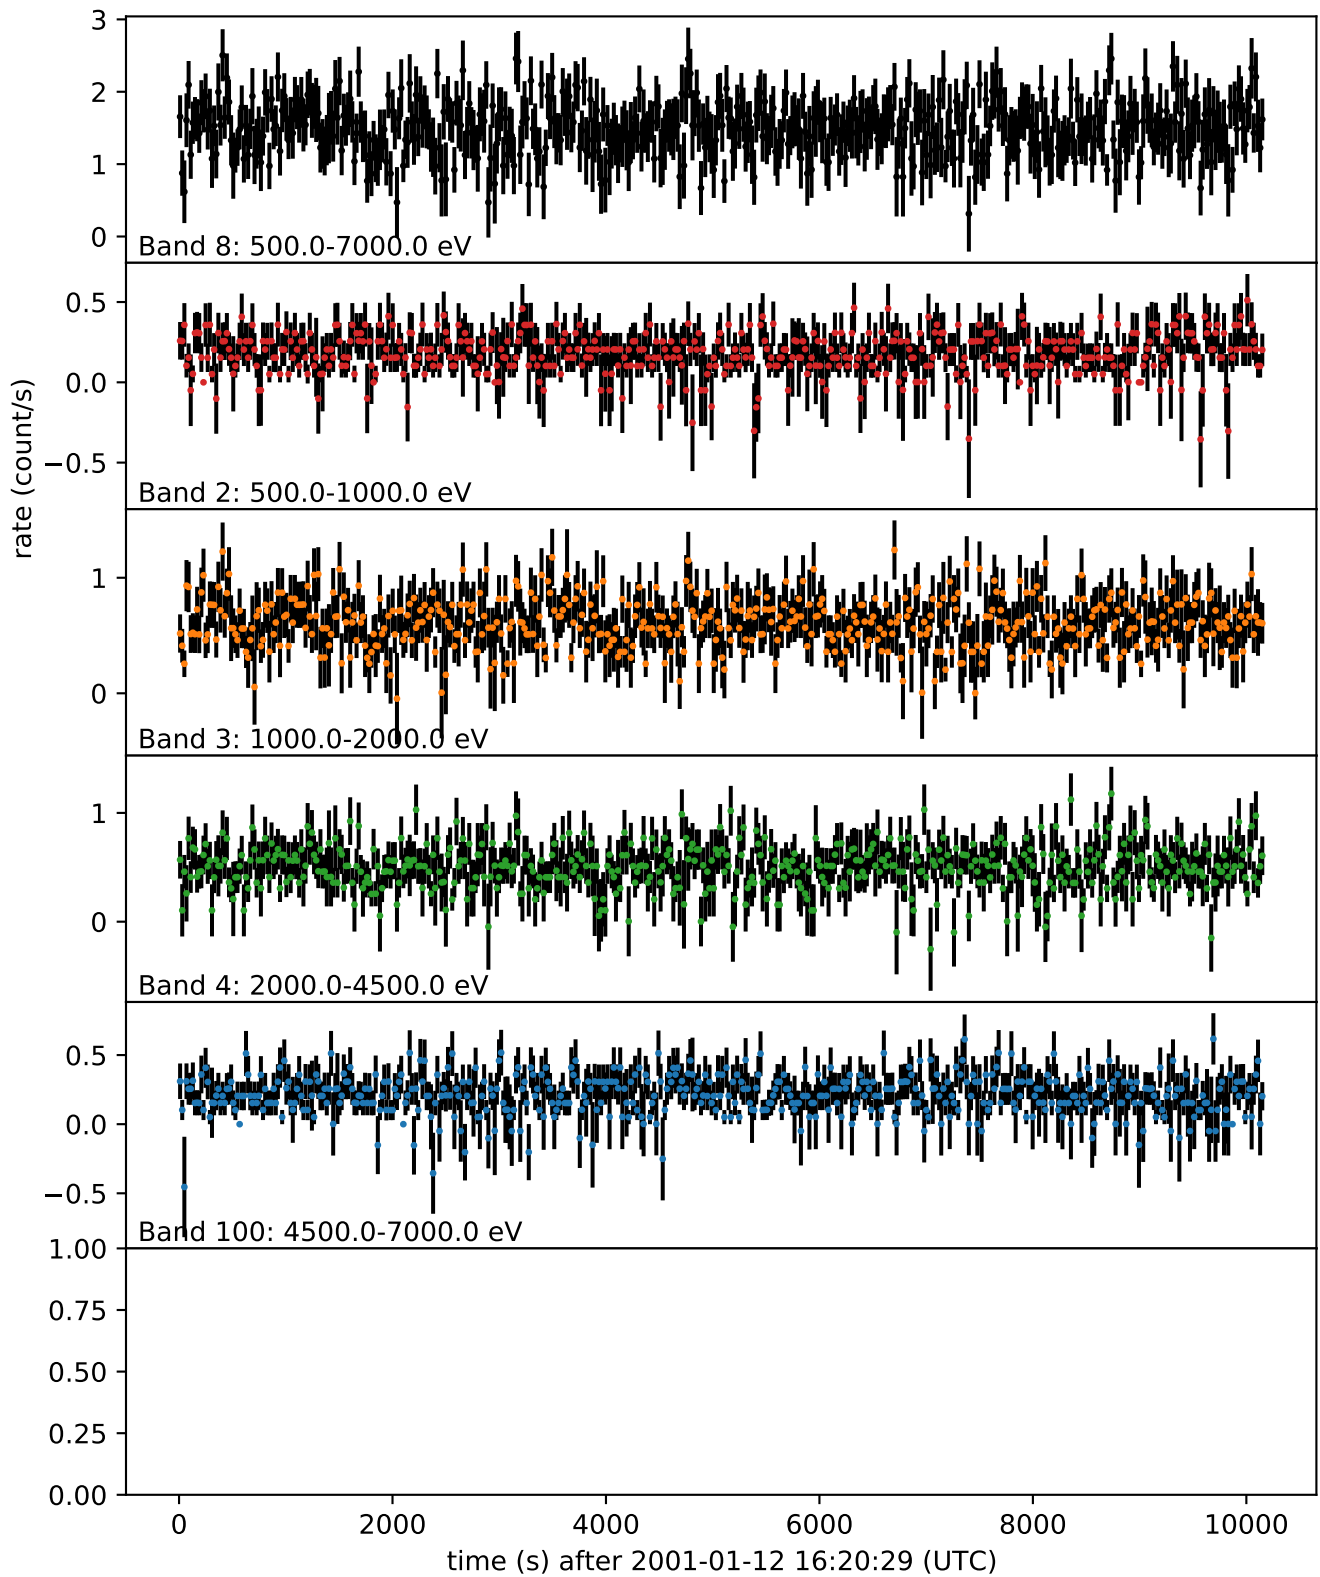 3
2
1
0
Band 8: 500.0-7000.0 eV
0.5
0.0
−0.5
Band 2: 500.0-1000.0 eV
rate (count/s)
1
0
Band 3: 1000.0-2000.0 eV
1
0
Band 4: 2000.0-4500.0 eV
0.5
0.0
−0.5
Band 100: 4500.0-7000.0 eV
1.00
0.75
0.50
0.25
0.00
0 2000 4000 6000 8000 10000
time (s) after 2001-01-12 16:20:29 (UTC)